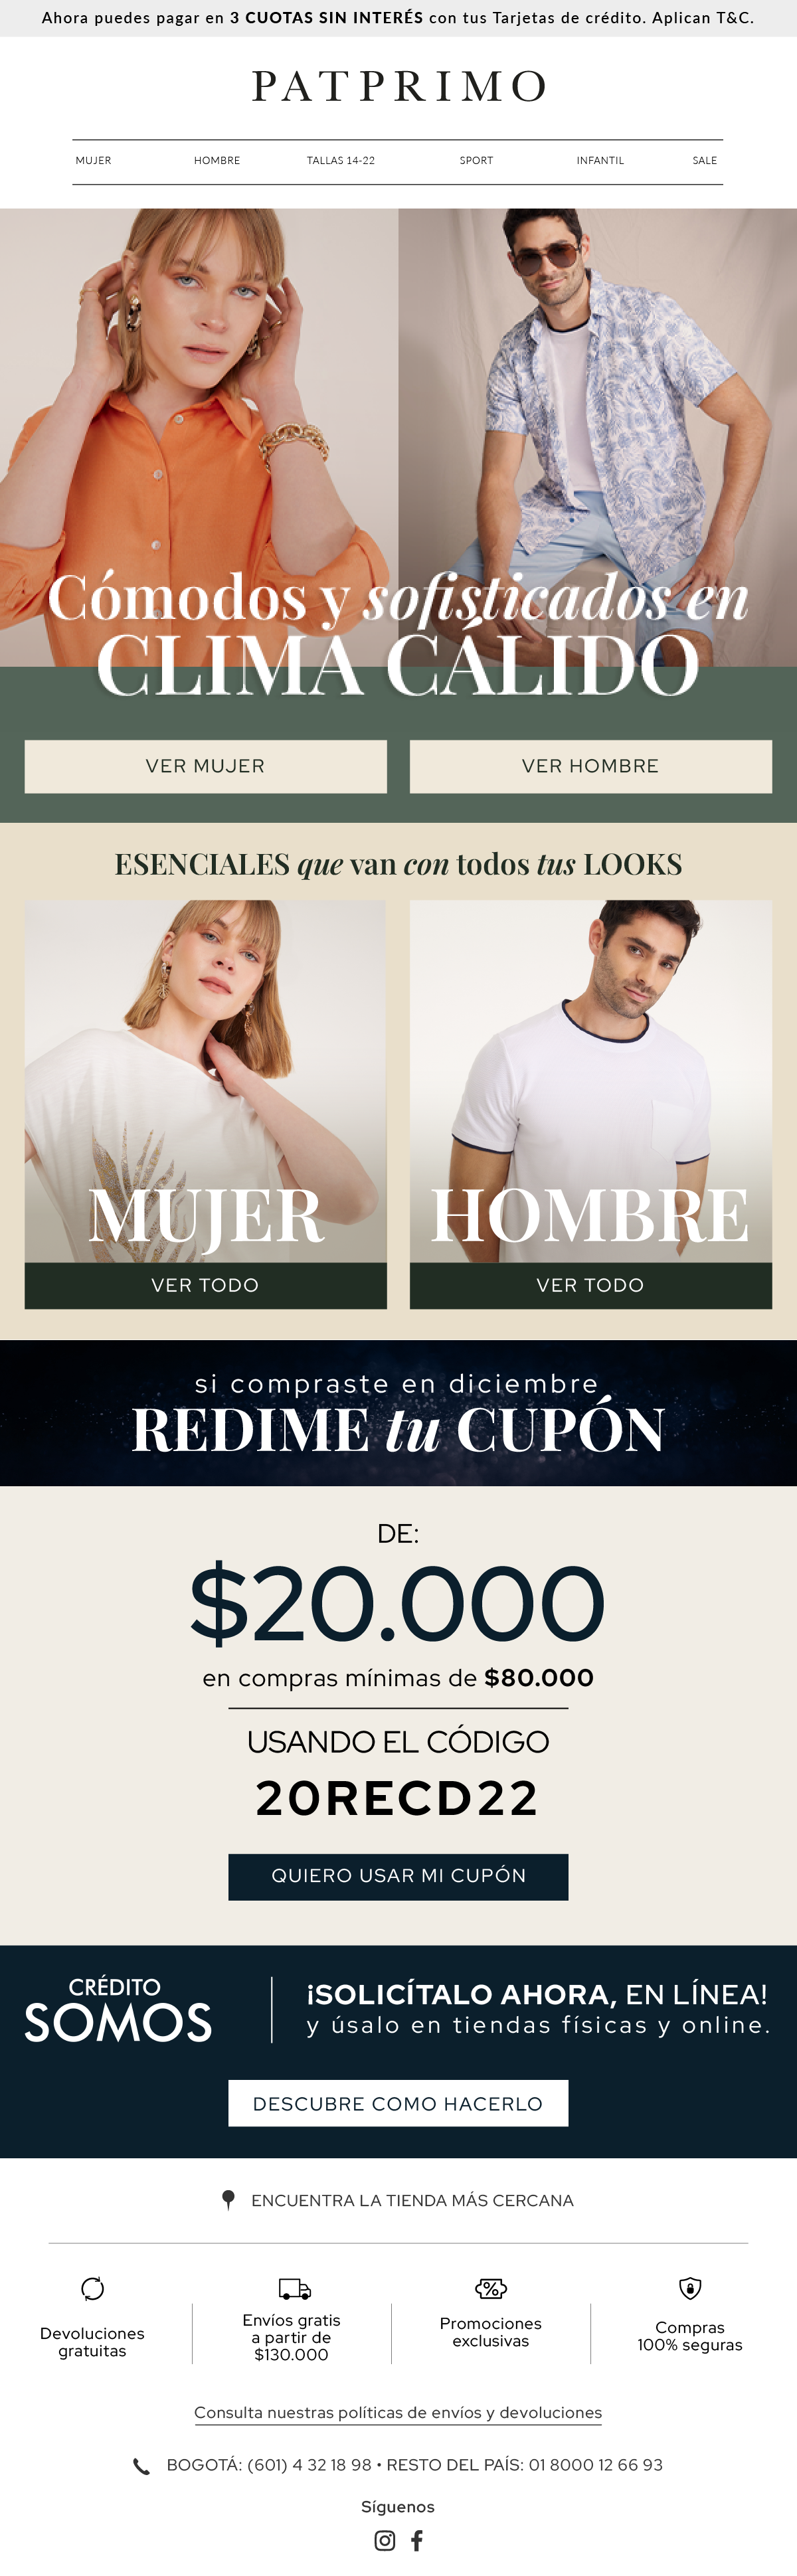 Ahora puedes pagar en 3 CUOTAS SIN INTERÉS con tus Tarjetas de crédito. Aplican T&C.
PATPRIMO
MUJER HOMBRE TALLAS 14-22 SPORT INFANTIL SALE
Cómodos y sofisticados en
CLIMA CÁLIDO
VER MUJER VER HOMBRE
ESENCIALES que van con todos tus LOOKS
MUJER HOMBRE
VER TODO VER TODO
si compraste en diciembre
REDIME tu CUPÓN
DE:
$20.000
en compras mínimas de $80.000
USANDO EL CÓDIGO
20RECD22
QUIERO USAR MI CUPÓN
CRÉDITO
SOMOS
¡SOLICÍTALO AHORA, EN LÍNEA!
y úsalo en tiendas físicas y online.
DESCUBRE COMO HACERLO
ENCUENTRA LA TIENDA MÁS CERCANA
Devoluciones
gratuitas
Envíos gratis
a partir de
$130.000
Promociones
exclusivas
Compras
100% seguras
Consulta nuestras políticas de envíos y devoluciones
BOGOTÁ: (601) 4 32 18 98 • RESTO DEL PAÍS: 01 8000 12 66 93
Síguenos